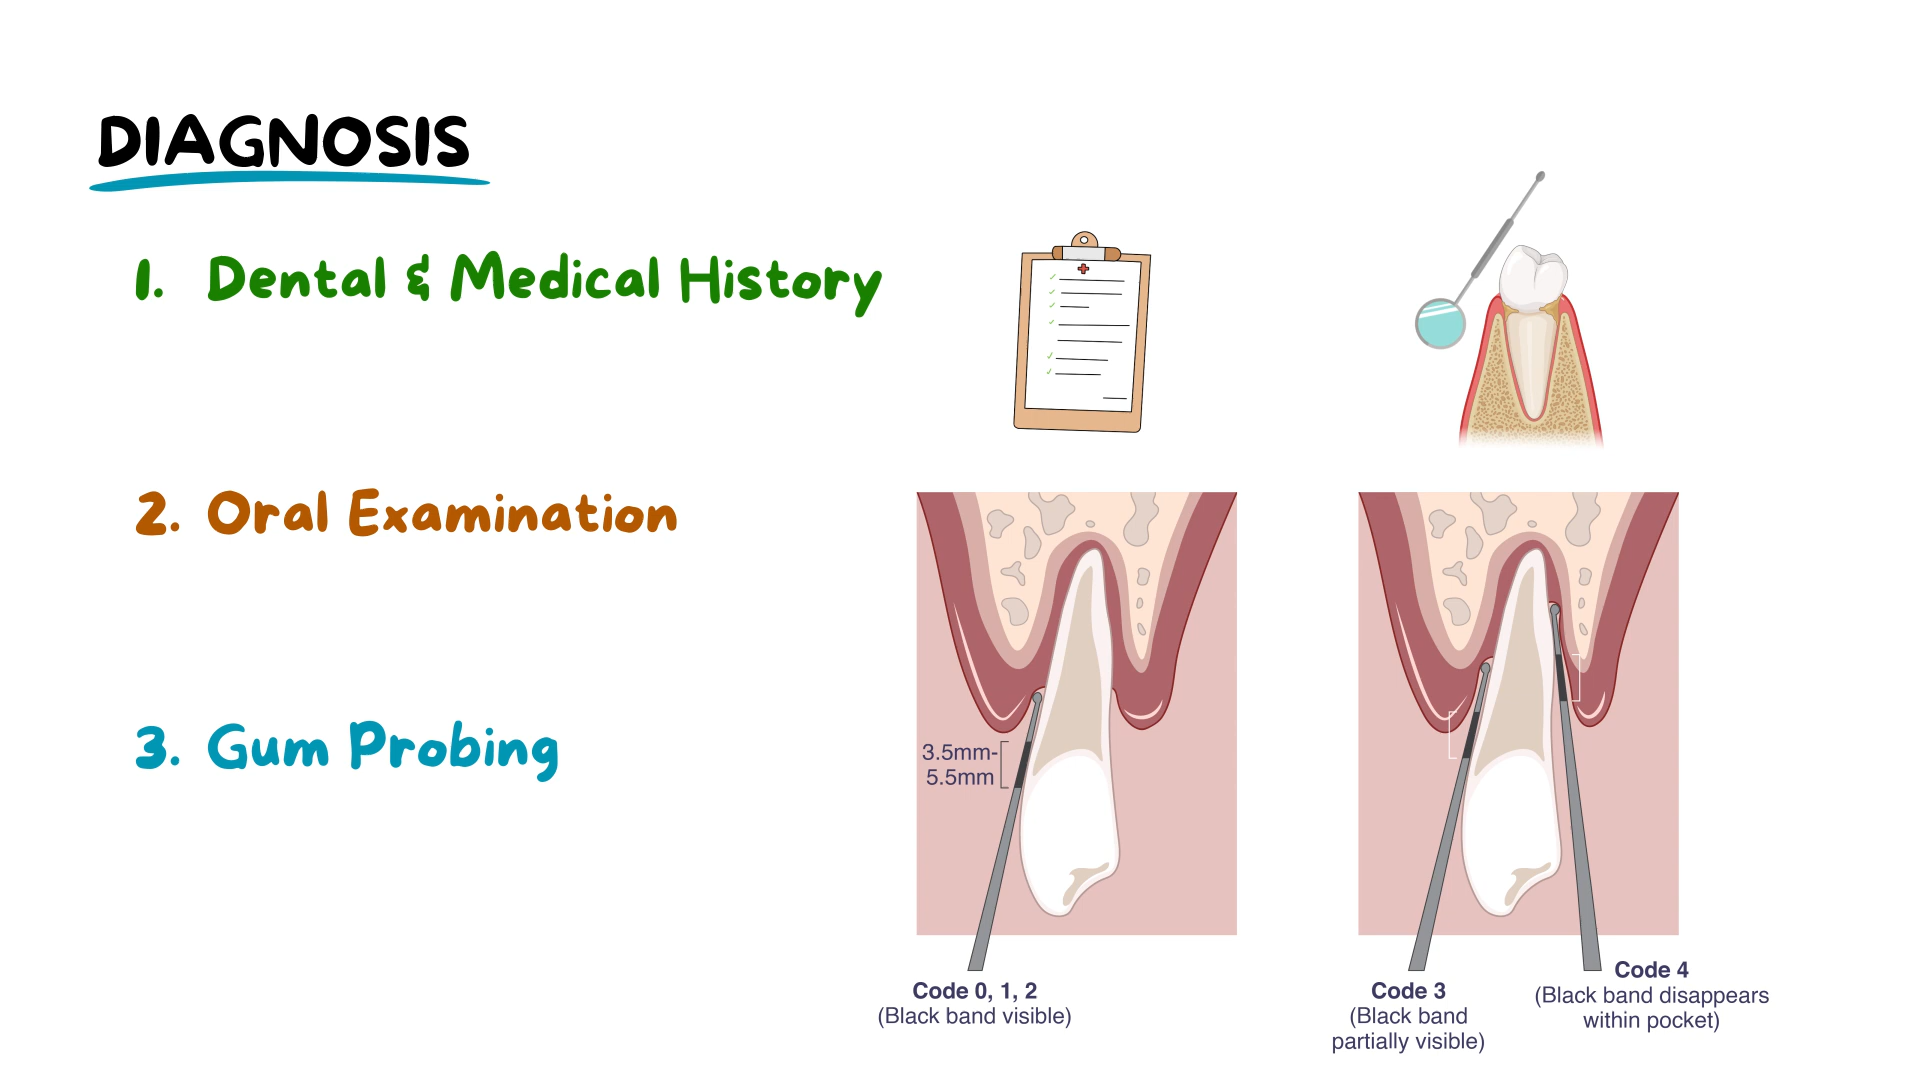 DIAGNOSIS
1. Dental & Medical History
2. Oral Examination
3. Gum Probing
3.5mm-
5.5mm
Code 0, 1, 2
(Black band visible)
Code 3
(Black band
partially visible)
Code 4
(Black band disappears
within pocket)